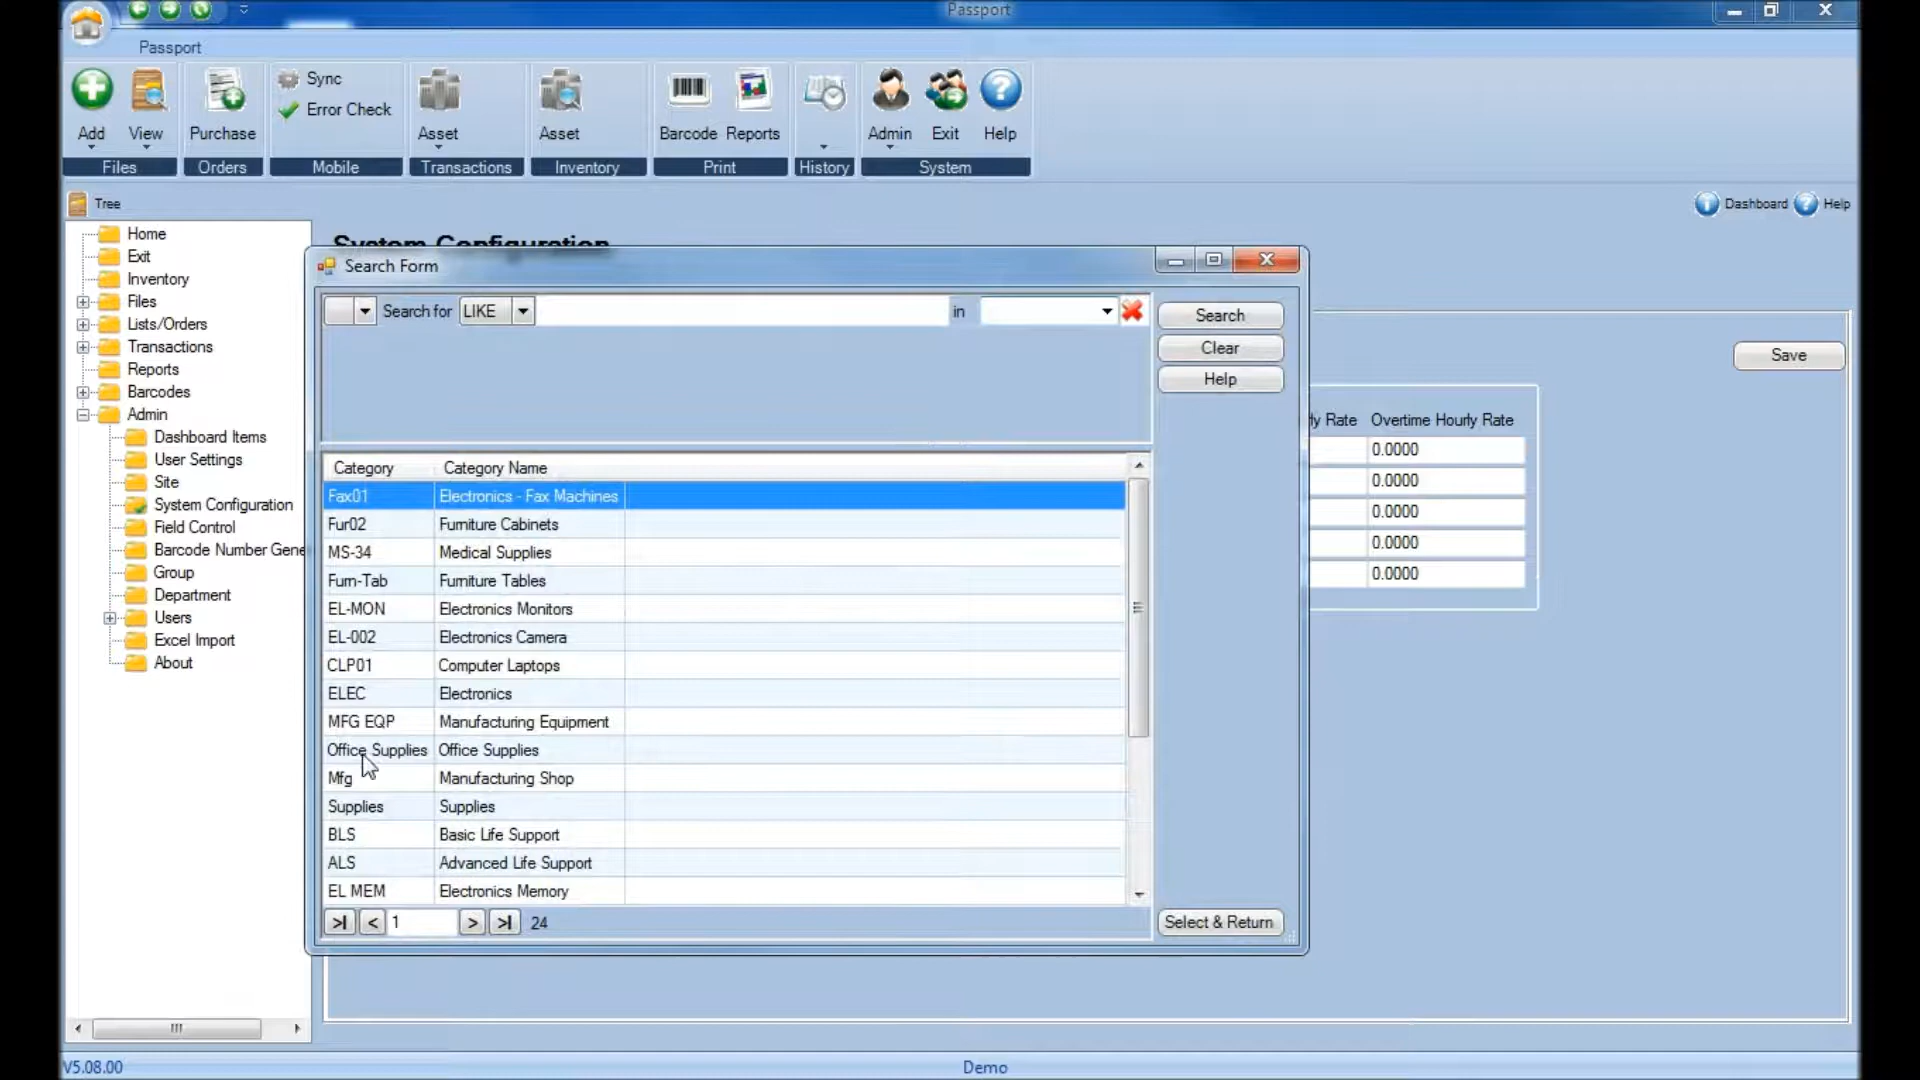 Passport
Passport
Add
View
Files
Purchase
Orders
Sync
Error Check
Mobile
Asset
Transactions
Asset
Inventory
Barcode
Reports
Print
History
Admin
Exit
Help
System
Tree
Dashboard
Help
Home
Exit
Inventory
Files
Lists/Orders
Transactions
Reports
Barcodes
Admin
Dashboard Items
User Settings
Site
System Configuration
Field Control
Barcode Number Gene
Group
Department
Users
Excel Import
About
System Configuration
Save
ly Rate Overtime Hourly Rate
0.0000
0.0000
0.0000
0.0000
0.0000
Search Form
Search for LIKE in
Search
Clear
Help
Category Category Name
Fax01 Electronics - Fax Machines
Fur02 Furniture Cabinets
MS-34 Medical Supplies
Furn-Tab Furniture Tables
EL-MON Electronics Monitors
EL-002 Electronics Camera
CLP01 Computer Laptops
ELEC Electronics
MFG EQP Manufacturing Equipment
Office Supplies Office Supplies
Mfg Manufacturing Shop
Supplies Supplies
BLS Basic Life Support
ALS Advanced Life Support
EL MEM Electronics Memory
>| < 1 > >| 24
Select & Return
V5.08.00
Demo